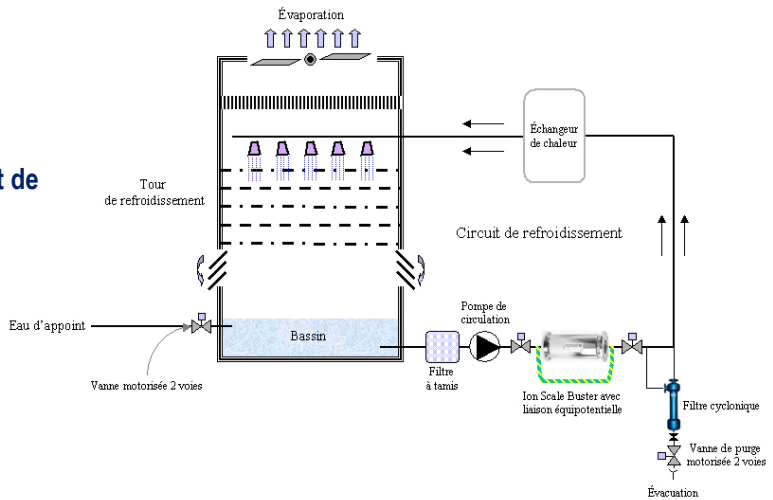 Évaporation
t de
Échangeur
de chaleur
Tour
de refroidissement
Circuit de refroidissement
Eau d'appoint
Bassin
Pompe de
circulation
Vanne motorisée 2 voies
Filtre
à tamis
Ion Scale Buster avec
liaison équipotentielle
Filtre cyclonique
Vanne de purge
motorisée 2 voies
Évacuation